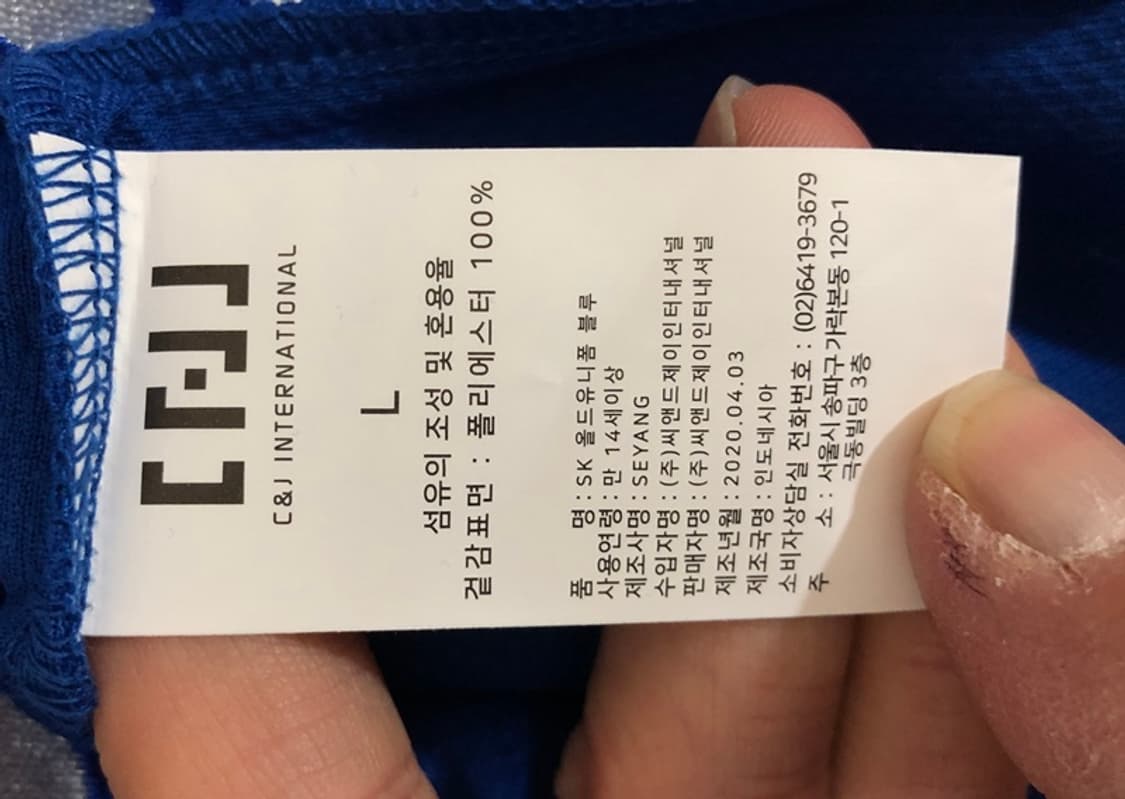 C&J
C&J INTERNATIONAL
L
섬유의 조성 및 혼용율
겉감표면 : 폴리에스터 100%
품 명 : SK 올드유니폼 블루
사용연령 : 만 14세이상
제조사명 : SEYANG
수입자명 : (주)씨앤드제이인터내셔널
판매자명 : (주)씨앤드제이인터내셔널
제조년월 : 2020.04.03
제조국명 : 인도네시아
소비자상담실 전화번호 : (02)6419-3679
주 소 : 서울시 송파구 가락본동 120-1
극동빌딩 3층